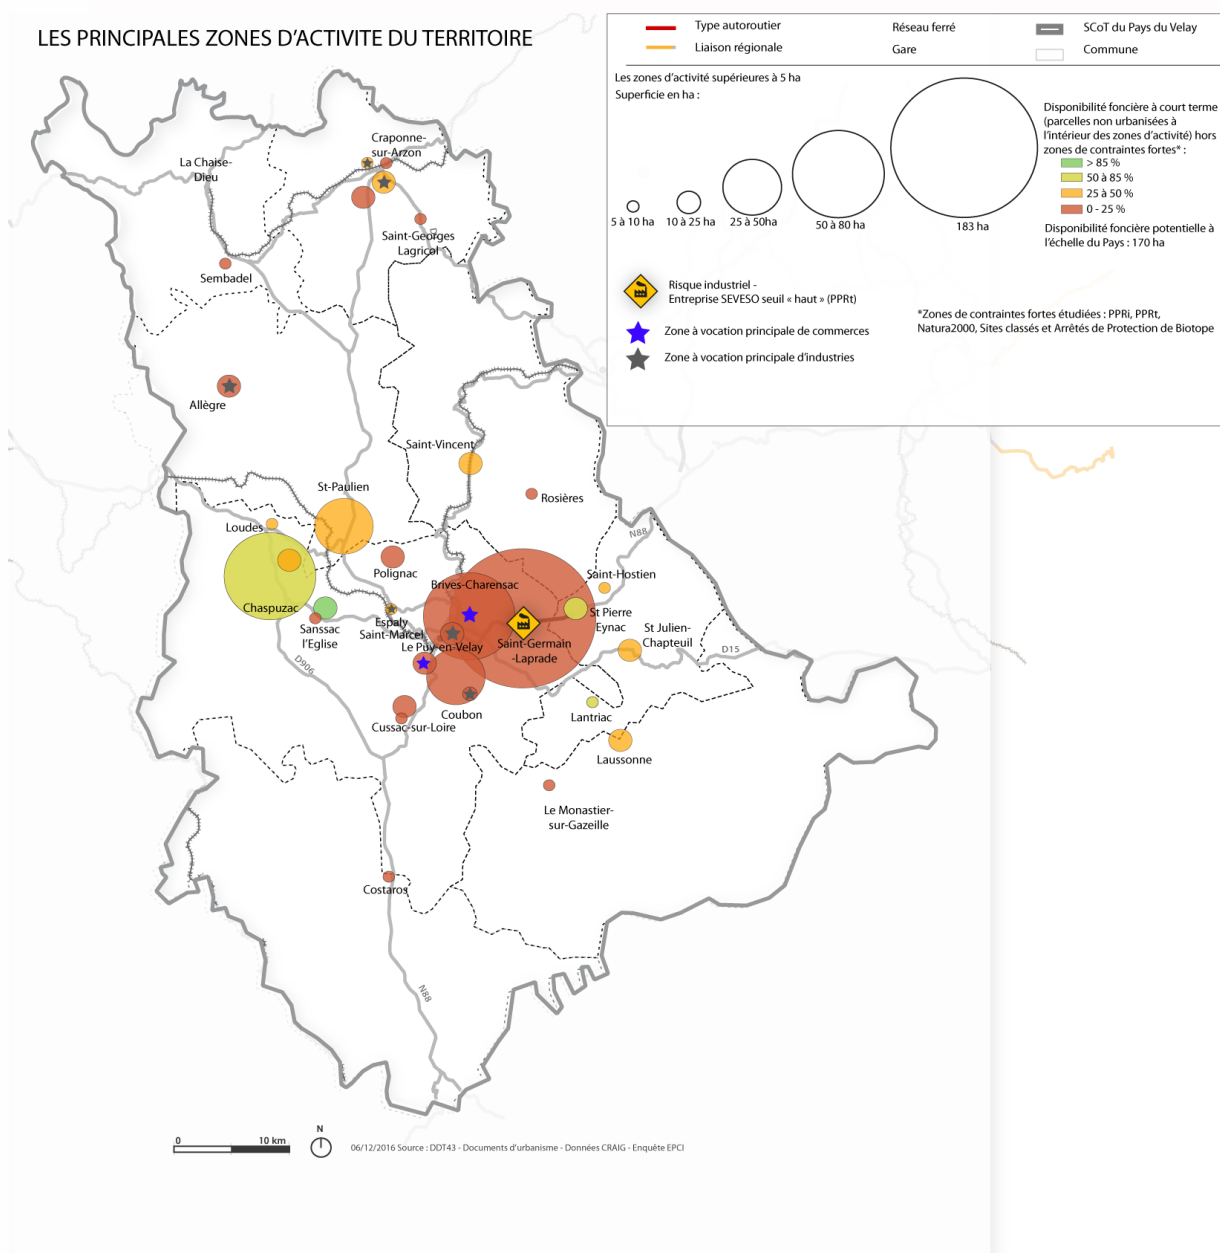 LES PRINCIPALES ZONES D'ACTIVITE DU TERRITOIRE
Type autoroutier
Liaison régionale
Réseau ferré
Gare
SCoT du Pays du Velay
Commune
Les zones d'activité supérieures à 5 ha
Superficie en ha :
5 à 10 ha
10 à 25 ha
25 à 50ha
50 à 80 ha
183 ha
Disponibilité foncière à court terme
(parcelles non urbanisées à
l'intérieur des zones d'activité) hors
zones de contraintes fortes* :
> 85 %
50 à 85 %
25 à 50 %
0 - 25 %
Disponibilité foncière potentielle à
l'échelle du Pays : 170 ha
Risque industriel -
Entreprise SEVESO seuil « haut » (PPRt)
Zone à vocation principale de commerces
Zone à vocation principale d'industries
*Zones de contraintes fortes étudiées : PPRi, PPRt,
Natura2000, Sites classés et Arrêtés de Protection de Biotope
Craponne-
sur-Arzon
La Chaise-
Dieu
Saint-Georges
Lagricol
Sembadel
Allègre
Saint-Vincent
St-Paulien
Rosières
Loudes
N88
Polignac
Saint-Hostien
Brives-Charensac
Chaspuzac
St Pierre
Eynac
Sanssac
l'Eglise
Espaly
Saint-Marcel
St Julien-
Chapteuil
Le Puy-en-Velay
Saint-Germain
-Laprade
D15
D906
Coubon
Lantriac
Cussac-sur-Loire
Laussonne
Le Monastier-
sur-Gazeille
Costaros
N88
0
10 km
N
06/12/2016 Source : DDT43 - Documents d'urbanisme - Données CRAIG - Enquête EPCI